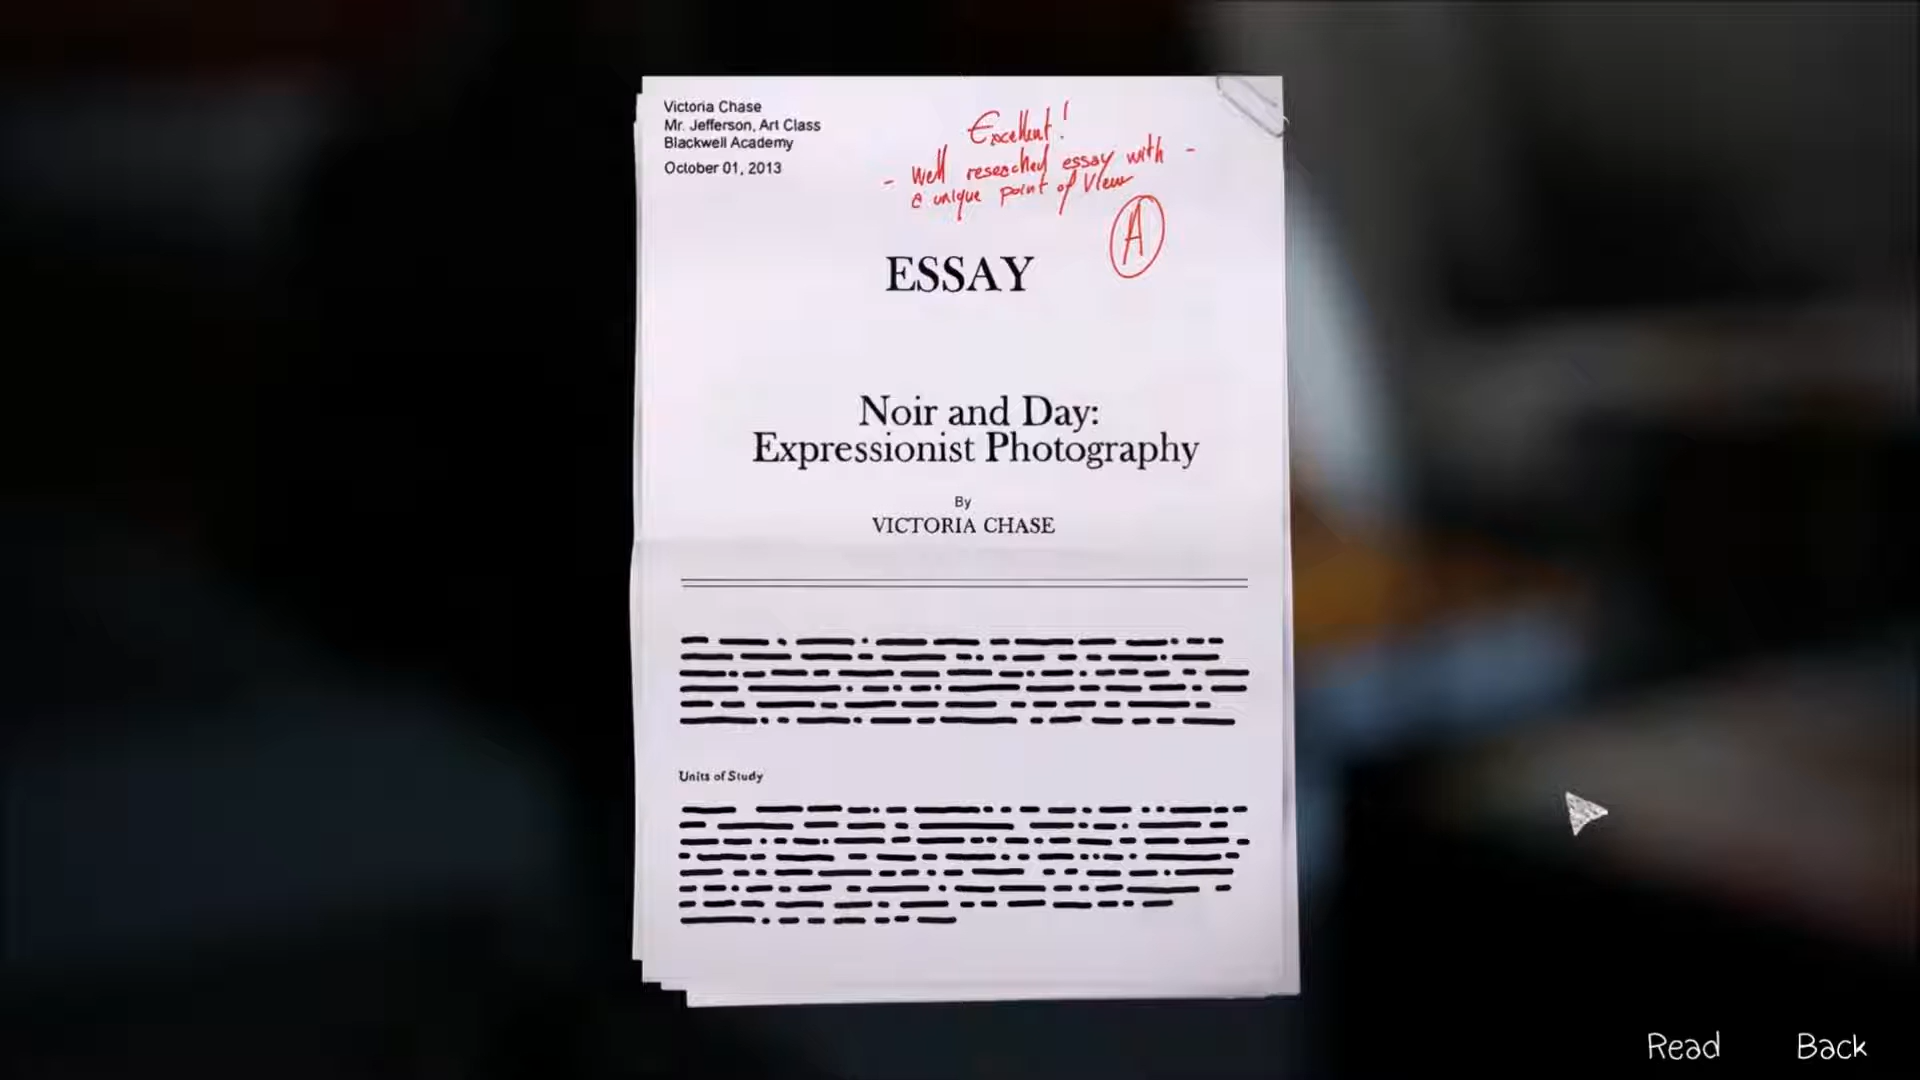 Victoria Chase
Mr. Jefferson, Art Class
Blackwell Academy
October 01, 2013
Excellent!
- Well reseached essay with -
a unique point of View
A
ESSAY
Noir and Day:
Expressionist Photography
By
VICTORIA CHASE
Units of Study
Read
Back